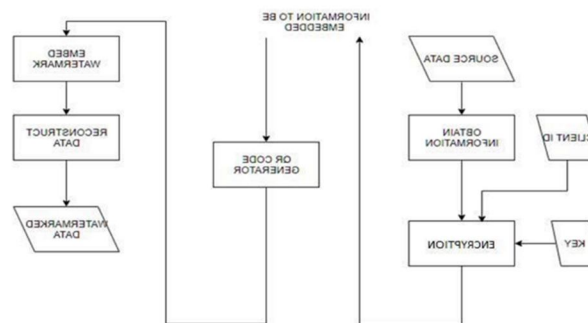 INFORMATION TO BE
EMBEDDED
SOURCE DATA
OBTAIN
INFORMATION
CLIENT ID
ENCRYPTION
KEY
QR CODE
GENERATOR
EMBED
WATERMARK
RECONSTRUCT
DATA
WATERMARKED
DATA